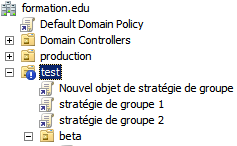 formation.edu
Default Domain Policy
Domain Controllers
production
test
Nouvel objet de stratégie de groupe
stratégie de groupe 1
stratégie de groupe 2
beta